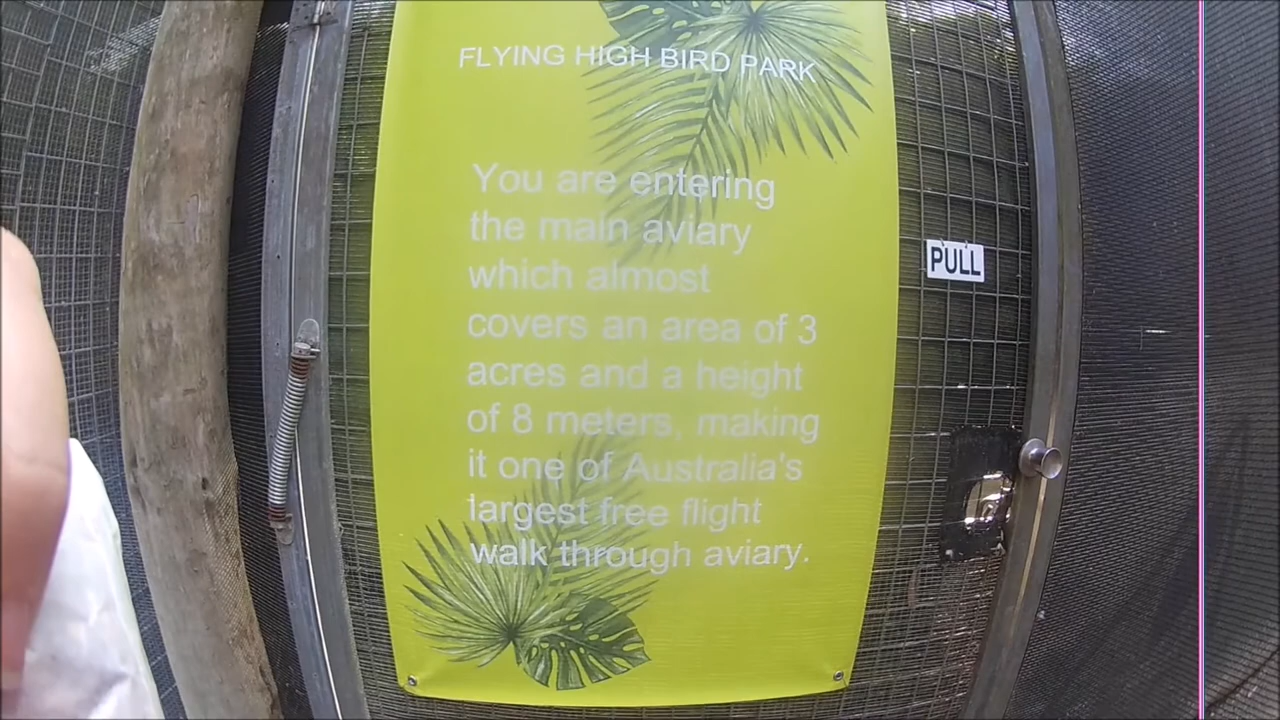 FLYING HIGH BIRD PARK
You are entering
the main aviary
which almost
covers an area of 3
acres and a height
of 8 meters, making
it one of Australia's
largest free flight
walk through aviary.
PULL